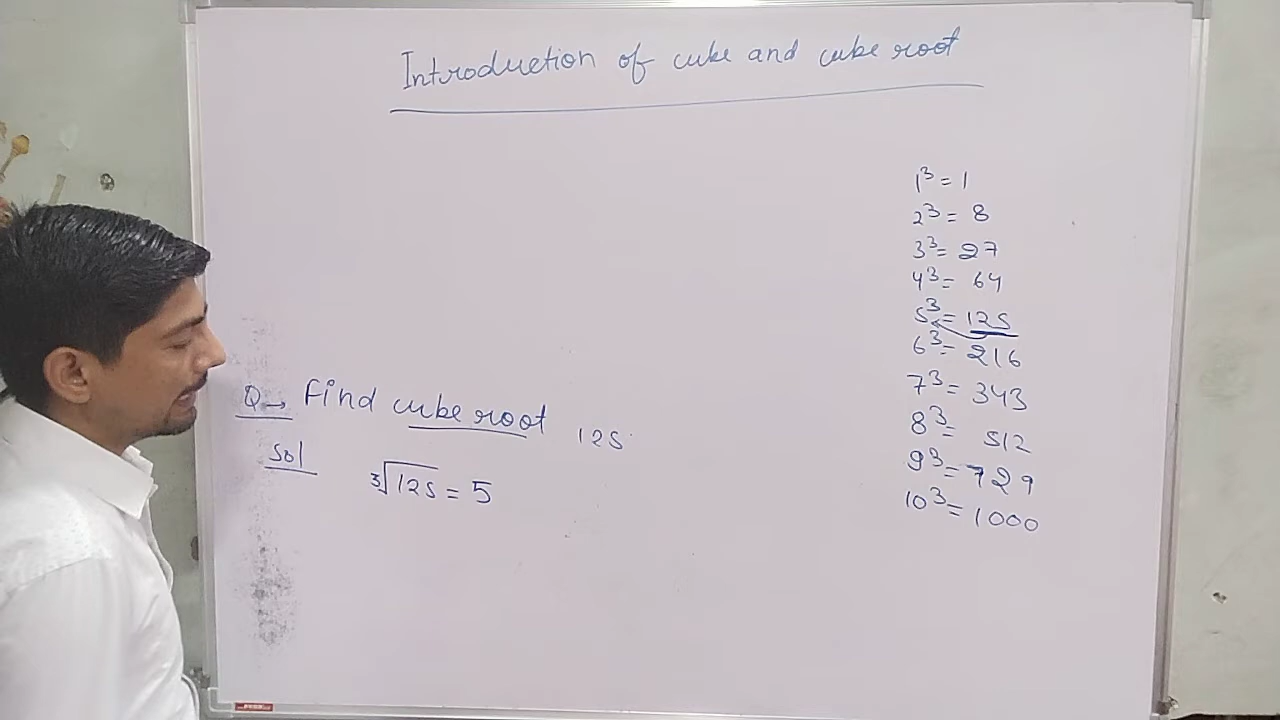 Introduction of cube and cube root
1³ = 1
2³ = 8
3³ = 27
4³ = 64
5³ = 125
6³ = 216
7³ = 343
8³ = 512
9³ = 729
10³ = 1000
Q→ Find cube root 125
Sol
∛125 = 5